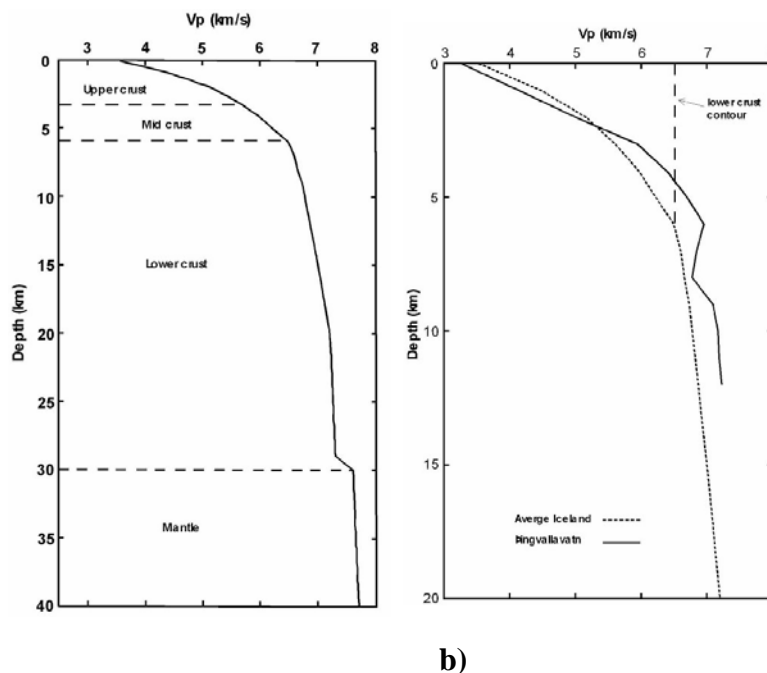 Vp (km/s)
3 4 5 6 7 8
0
5
10
15
20
25
30
35
40
Depth (km)
Upper crust
Mid crust
Lower crust
Mantle
Vp (km/s)
3 4 5 6 7
0
5
10
15
20
Depth (km)
lower crust
contour
Averge Iceland
Þingvallavatn
b)